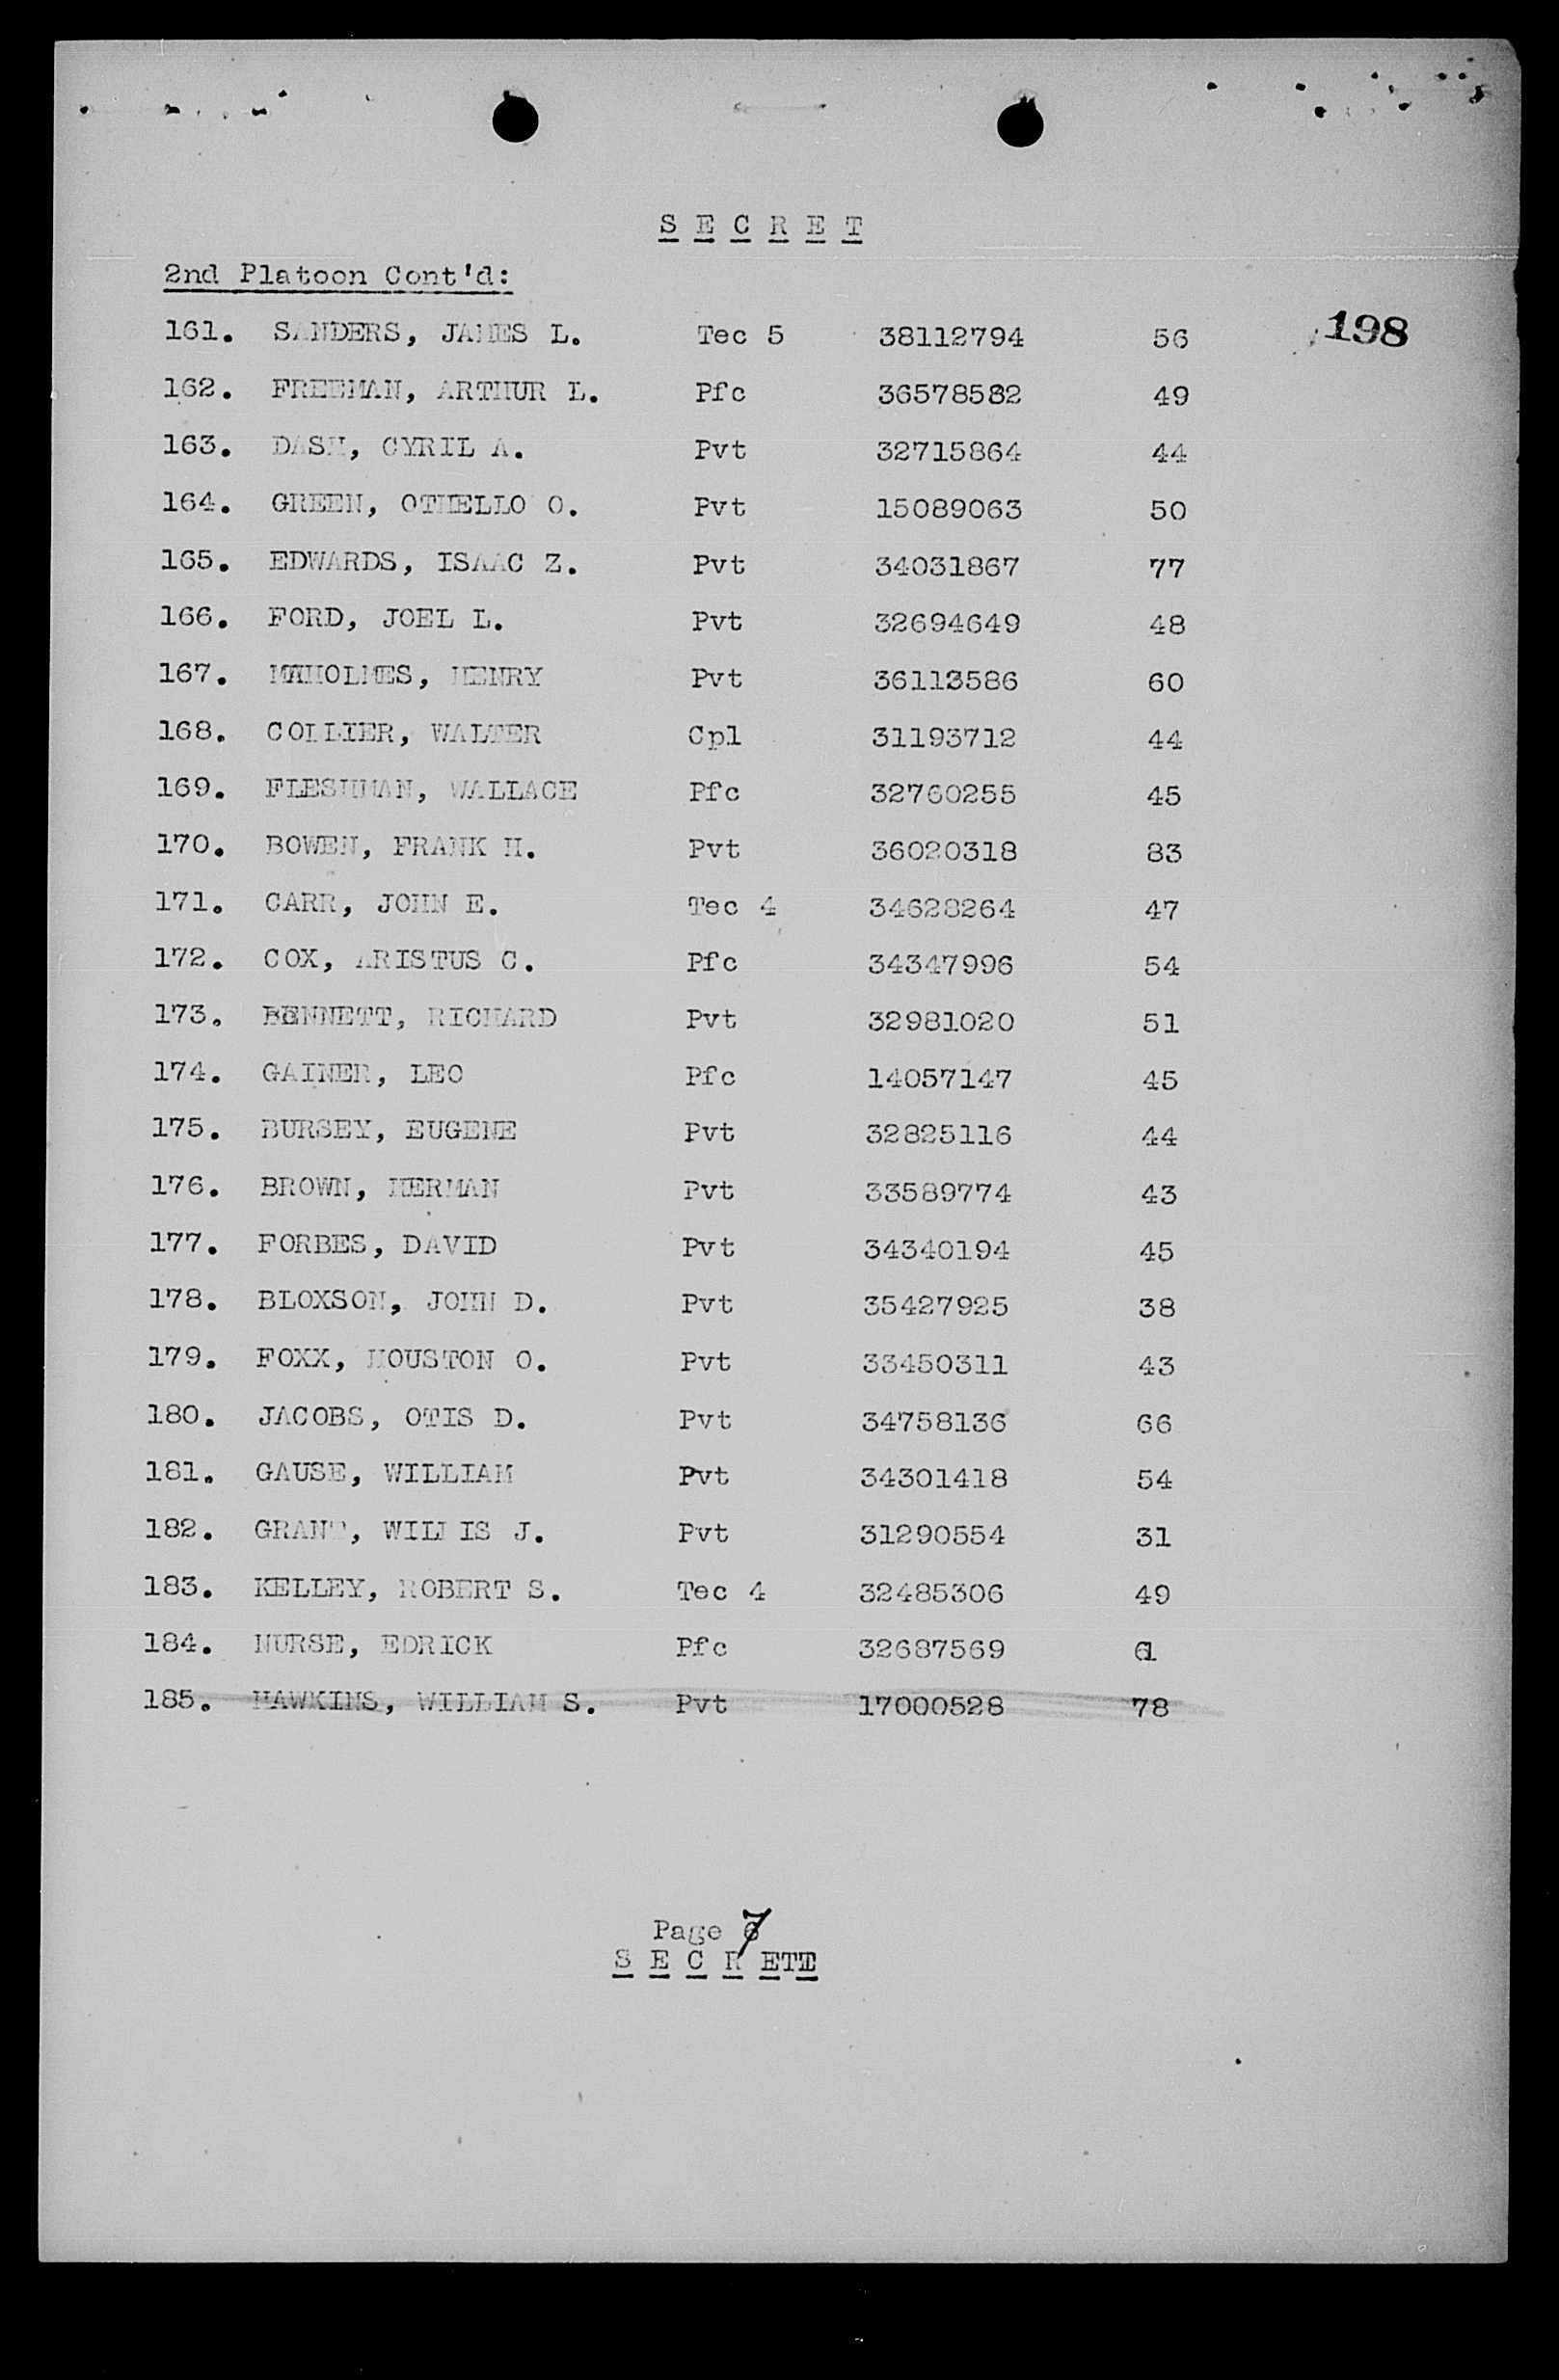 S E C R E T
2nd Platoon Cont'd:
198
161. SANDERS, JAMES L. Tec 5 38112794 56
162. FREEMAN, ARTHUR L. Pfc 36578582 49
163. DASH, CYRIL A. Pvt 32715864 44
164. GREEN, OTHELLO O. Pvt 15089063 50
165. EDWARDS, ISAAC Z. Pvt 34031867 77
166. FORD, JOEL L. Pvt 32694649 48
167. MAHOLMES, HENRY Pvt 36113586 60
168. COLLIER, WALTER Cpl 31193712 44
169. FLESHMAN, WALLACE Pfc 32760255 45
170. BOWEN, FRANK H. Pvt 36020318 83
171. CARR, JOHN E. Tec 4 34628264 47
172. COX, ARISTUS C. Pfc 34347996 54
173. BENNETT, RICHARD Pvt 32981020 51
174. GAINER, LEO Pfc 14057147 45
175. BURSEY, EUGENE Pvt 32825116 44
176. BROWN, HERMAN Pvt 33589774 43
177. FORBES, DAVID Pvt 34340194 45
178. BLOXSON, JOHN D. Pvt 35427925 38
179. FOXX, HOUSTON O. Pvt 33450311 43
180. JACOBS, OTIS D. Pvt 34758136 66
181. GAUSE, WILLIAM Pvt 34301418 54
182. GRANT, WILLIS J. Pvt 31290554 31
183. KELLEY, ROBERT S. Tec 4 32485306 49
184. NURSE, EDRICK Pfc 32687569 61
185. HAWKINS, WILLIAM S. Pvt 17000528 78
Page 7
S E C R ET